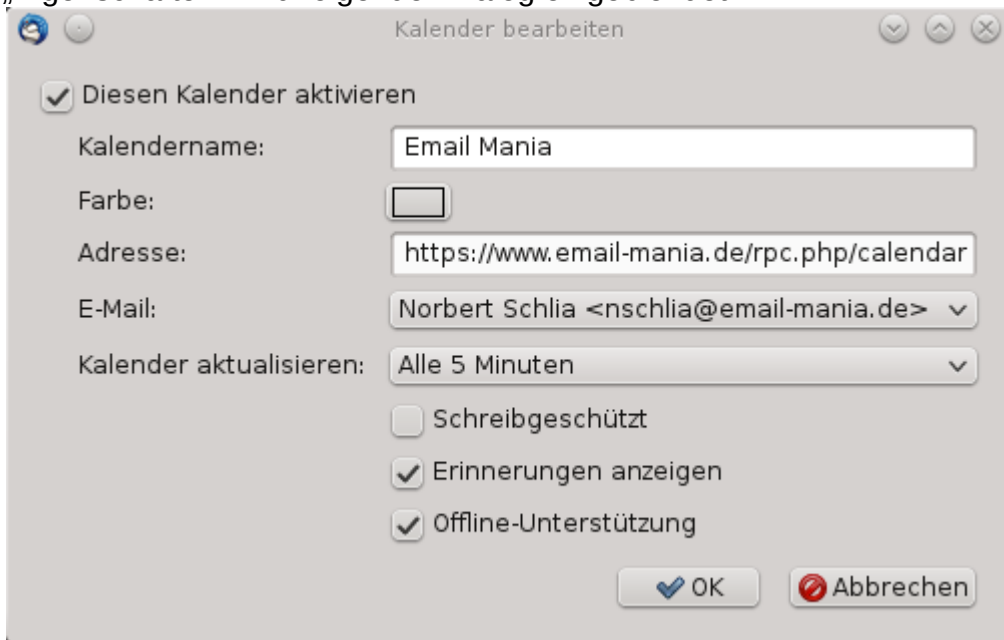 Kalender bearbeiten
Diesen Kalender aktivieren
Kalendername: Email Mania
Farbe:
Adresse: https://www.email-mania.de/rpc.php/calendar
E-Mail: Norbert Schlia <nschlia@email-mania.de>
Kalender aktualisieren: Alle 5 Minuten
Schreibgeschützt
Erinnerungen anzeigen
Offline-Unterstützung
OK Abbrechen